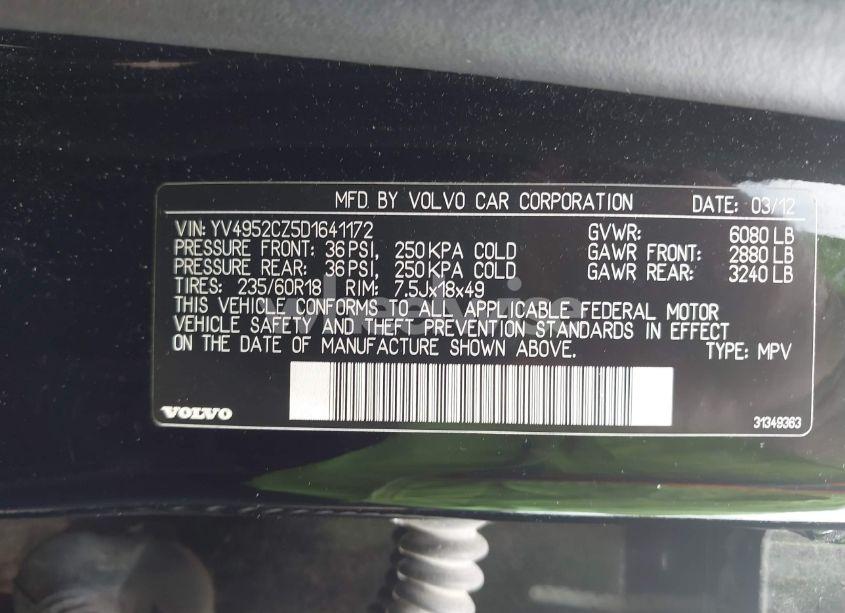 MFD. BY VOLVO CAR CORPORATION DATE: 03/12
VIN: YV4952CZ5D1641172 GVWR: 6080 LB
PRESSURE FRONT: 36 PSI, 250 KPA COLD GAWR FRONT: 2880 LB
PRESSURE REAR: 36 PSI, 250 KPA COLD GAWR REAR: 3240 LB
TIRES: 235/60R18 RIM: 7.5Jx18x49
THIS VEHICLE CONFORMS TO ALL APPLICABLE FEDERAL MOTOR
VEHICLE SAFETY AND THEFT PREVENTION STANDARDS IN EFFECT
ON THE DATE OF MANUFACTURE SHOWN ABOVE. TYPE: MPV
VOLVO 31349363